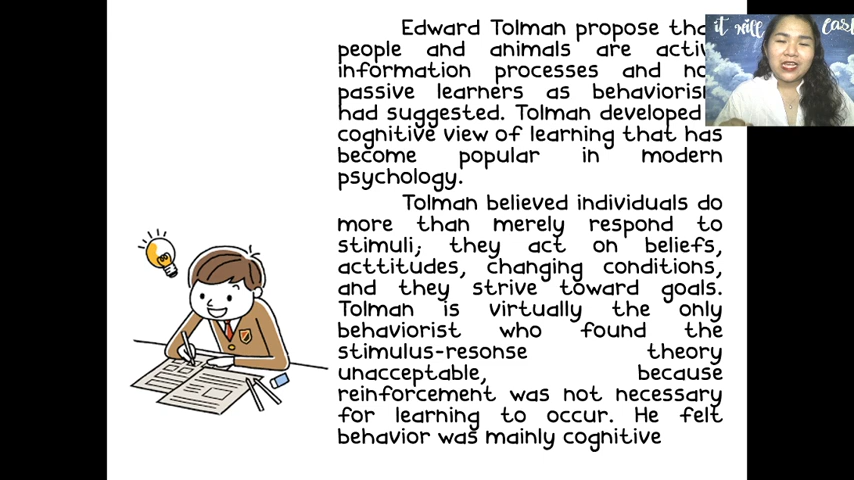 Edward Tolman propose tha
people and animals are activ
information processes and no
passive learners as behavioris
had suggested. Tolman developed
cognitive view of learning that has
become popular in modern
psychology.
Tolman believed individuals do
more than merely respond to
stimuli; they act on beliefs,
acttitudes, changing conditions,
and they strive toward goals.
Tolman is virtually the only
behaviorist who found the
stimulus-resonse theory
unacceptable, because
reinforcement was not necessary
for learning to occur. He felt
behavior was mainly cognitive
it will cast